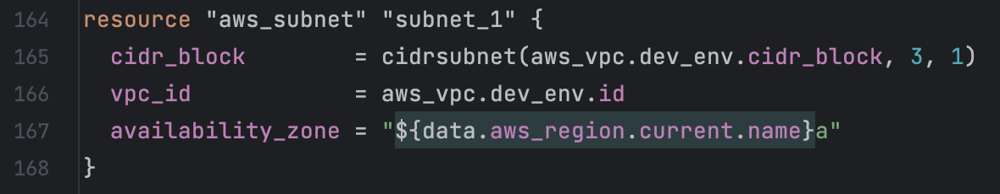 164 resource "aws_subnet" "subnet_1" {
165   cidr_block        = cidrsubnet(aws_vpc.dev_env.cidr_block, 3, 1)
166   vpc_id            = aws_vpc.dev_env.id
167   availability_zone = "${data.aws_region.current.name}a"
168 }